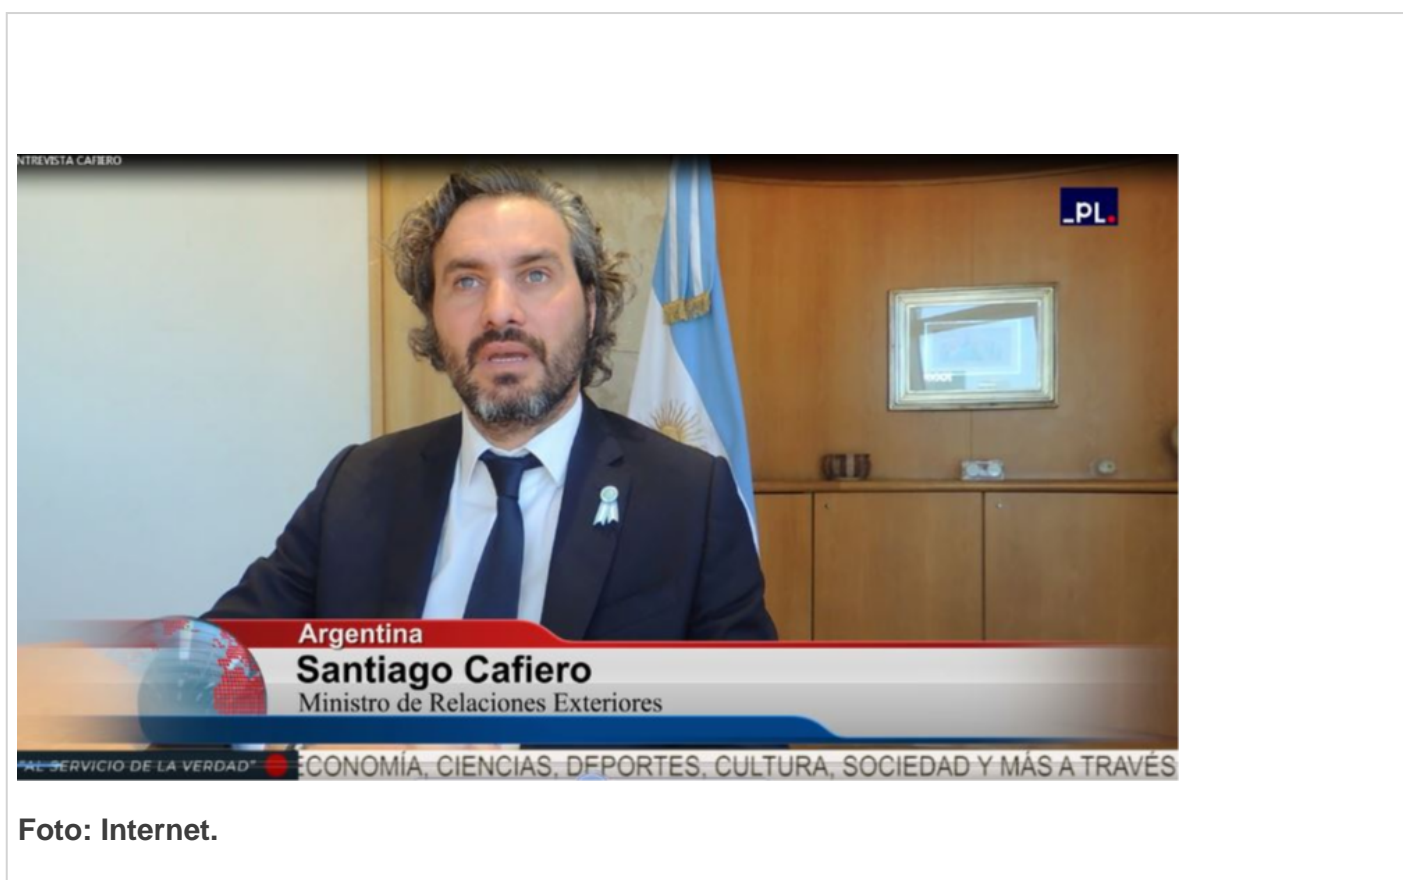 NTREVISTA CAFIERO
_PL.
Argentina
Santiago Cafiero
Ministro de Relaciones Exteriores
"AL SERVICIO DE LA VERDAD"
ECONOMÍA, CIENCIAS, DEPORTES, CULTURA, SOCIEDAD Y MÁS A TRAVÉS
Foto: Internet.